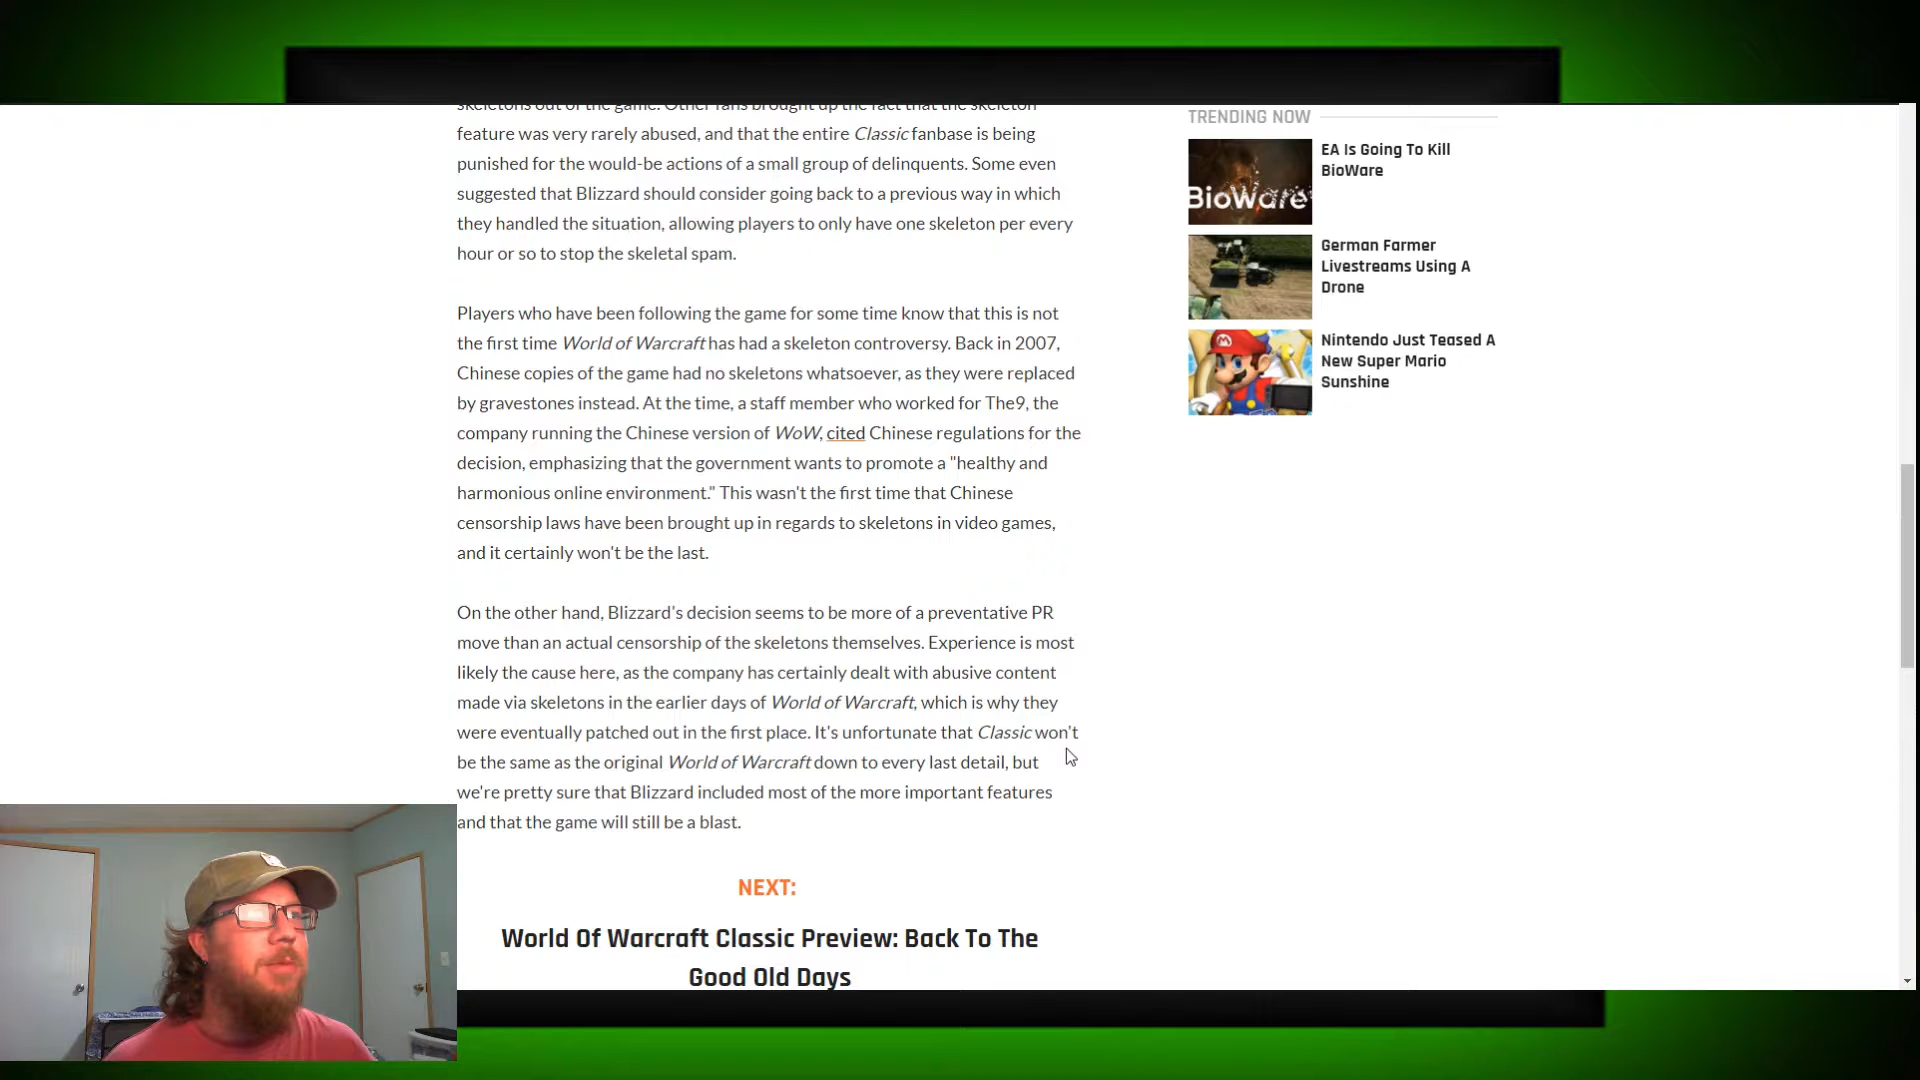 skeletons out of the game. Other fans brought up the fact that the skeleton
feature was very rarely abused, and that the entire Classic fanbase is being
punished for the would-be actions of a small group of delinquents. Some even
suggested that Blizzard should consider going back to a previous way in which
they handled the situation, allowing players to only have one skeleton per every
hour or so to stop the skeletal spam.
Players who have been following the game for some time know that this is not
the first time World of Warcraft has had a skeleton controversy. Back in 2007,
Chinese copies of the game had no skeletons whatsoever, as they were replaced
by gravestones instead. At the time, a staff member who worked for The9, the
company running the Chinese version of WoW, cited Chinese regulations for the
decision, emphasizing that the government wants to promote a "healthy and
harmonious online environment." This wasn't the first time that Chinese
censorship laws have been brought up in regards to skeletons in video games,
and it certainly won't be the last.
On the other hand, Blizzard's decision seems to be more of a preventative PR
move than an actual censorship of the skeletons themselves. Experience is most
likely the cause here, as the company has certainly dealt with abusive content
made via skeletons in the earlier days of World of Warcraft, which is why they
were eventually patched out in the first place. It's unfortunate that Classic won't
be the same as the original World of Warcraft down to every last detail, but
we're pretty sure that Blizzard included most of the more important features
and that the game will still be a blast.
NEXT:
World Of Warcraft Classic Preview: Back To The
Good Old Days
TRENDING NOW
BioWare
EA Is Going To Kill
BioWare
German Farmer
Livestreams Using A
Drone
Nintendo Just Teased A
New Super Mario
Sunshine